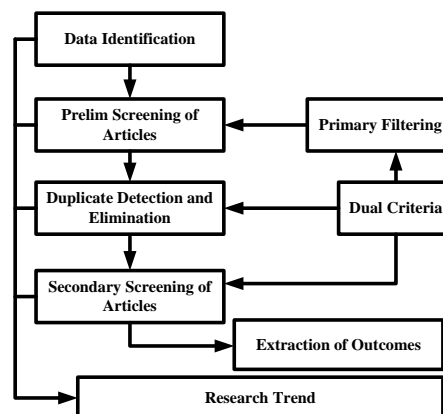 Data Identification
Prelim Screening of
Articles
Primary Filtering
Duplicate Detection and
Elimination
Dual Criteria
Secondary Screening of
Articles
Extraction of Outcomes
Research Trend